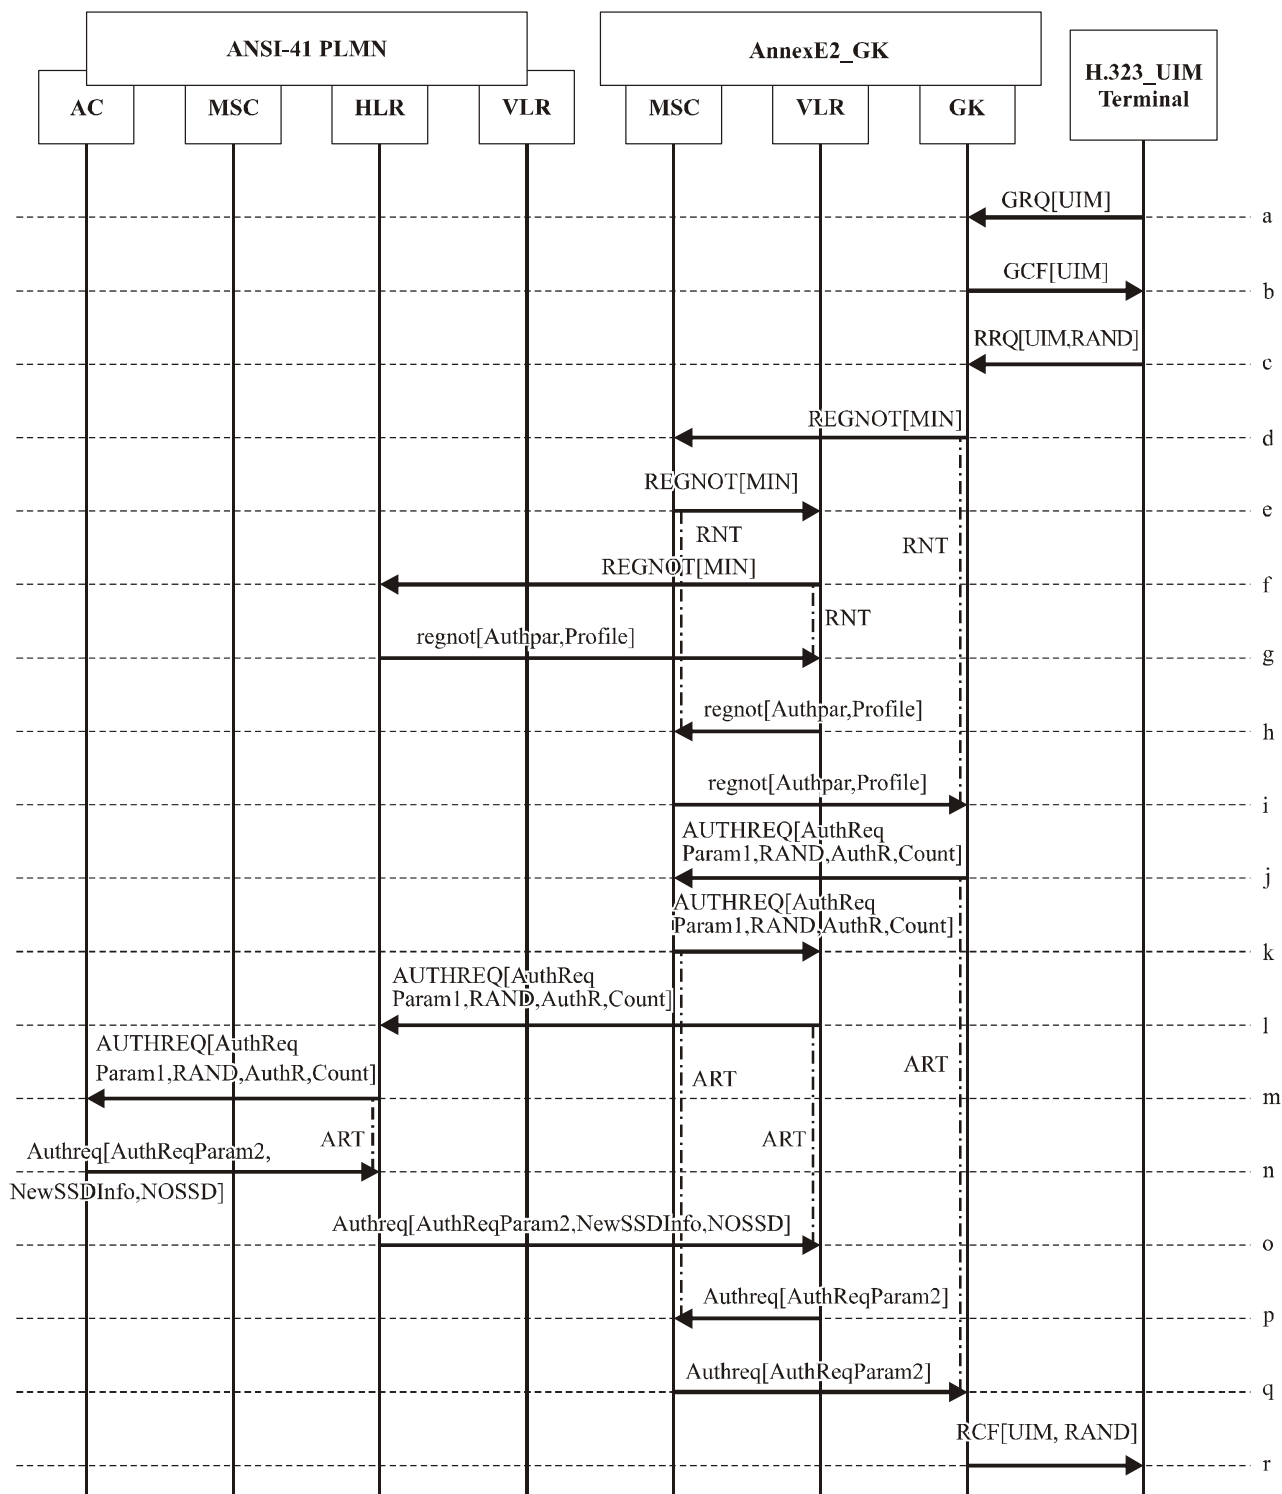 ANSI-41 PLMN
AnnexE2_GK
H.323_UIM
Terminal
AC
MSC
HLR
VLR
MSC
VLR
GK
GRQ[UIM]
a
GCF[UIM]
b
RRQ[UIM,RAND]
c
REGNOT[MIN]
d
REGNOT[MIN]
e
RNT
RNT
REGNOT[MIN]
f
RNT
regnot[Authpar,Profile]
g
regnot[Authpar,Profile]
h
regnot[Authpar,Profile]
i
AUTHREQ[AuthReq
Param1,RAND,AuthR,Count]
j
AUTHREQ[AuthReq
Param1,RAND,AuthR,Count]
k
AUTHREQ[AuthReq
Param1,RAND,AuthR,Count]
l
AUTHREQ[AuthReq
Param1,RAND,AuthR,Count]
ART
ART
m
ART
ART
Authreq[AuthReqParam2,
NewSSDInfo,NOSSD]
n
Authreq[AuthReqParam2,NewSSDInfo,NOSSD]
o
Authreq[AuthReqParam2]
p
Authreq[AuthReqParam2]
q
RCF[UIM, RAND]
r